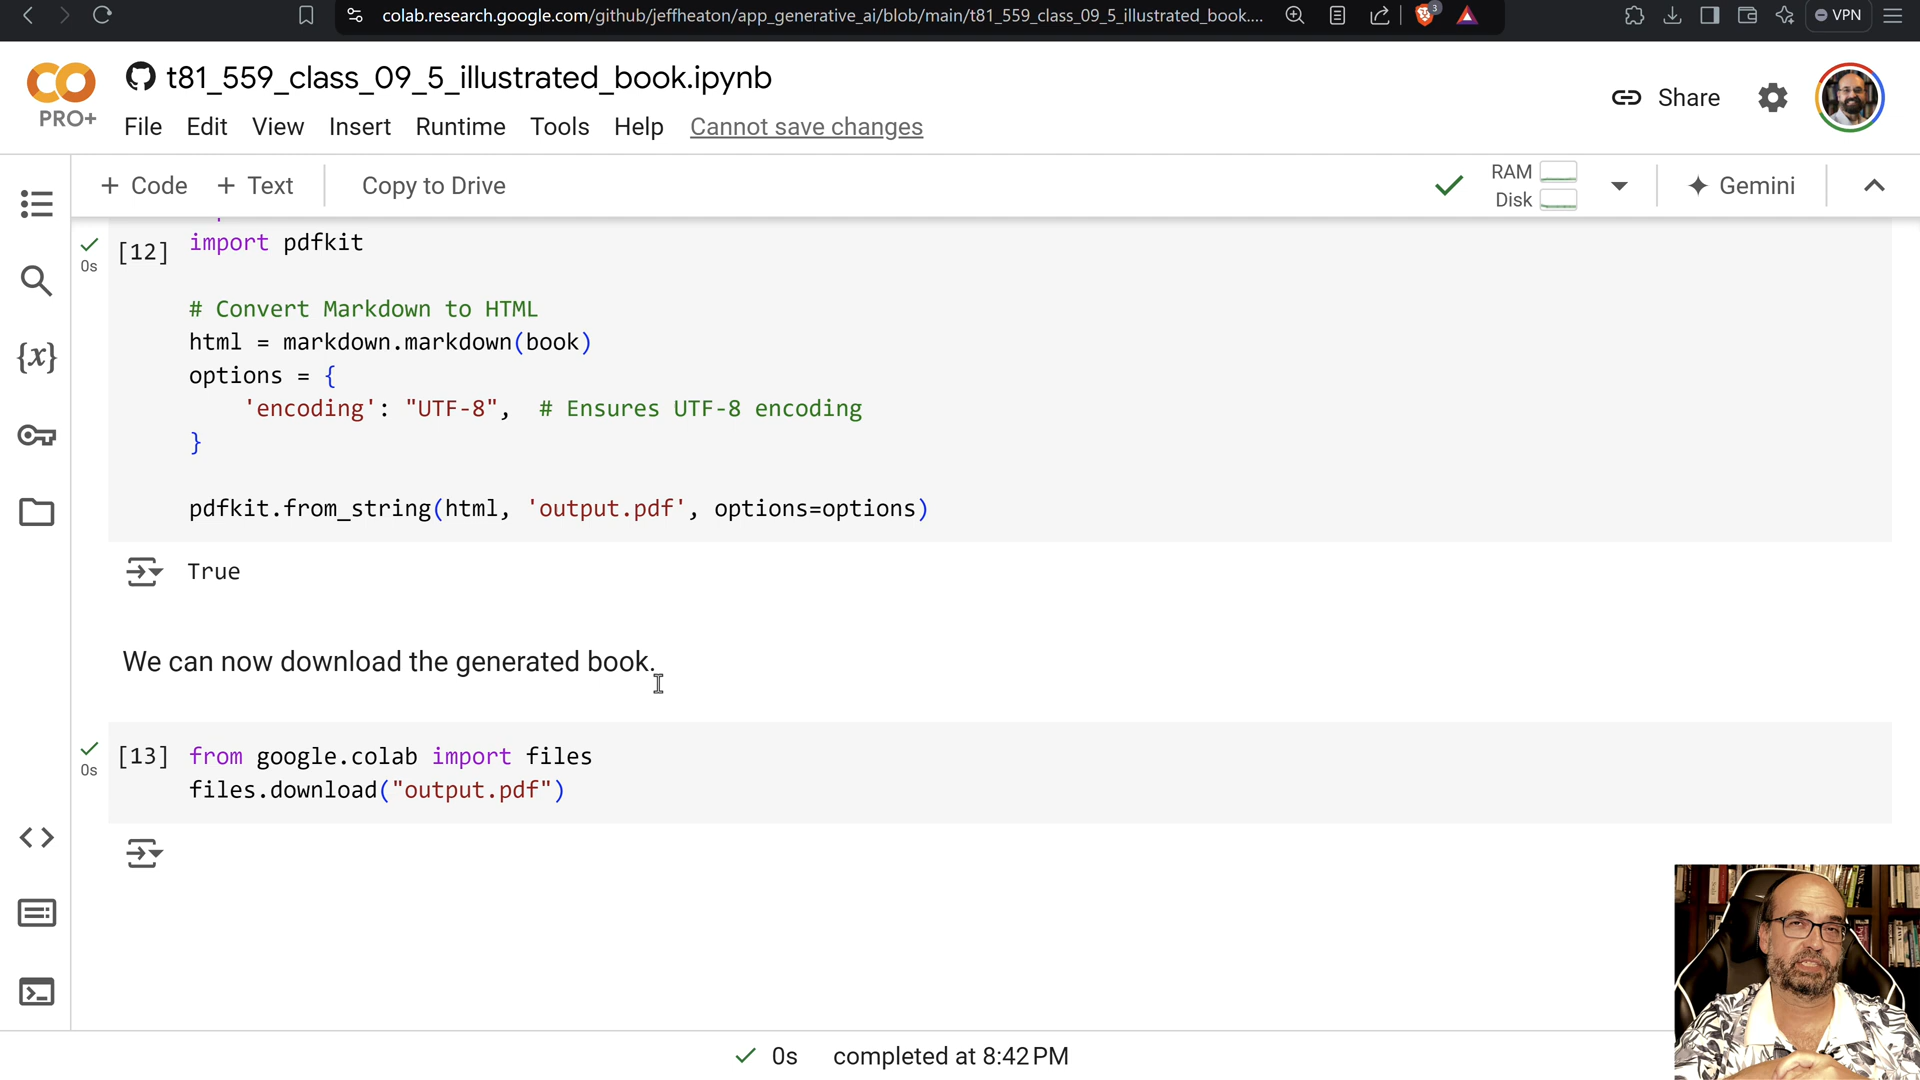 colab.research.google.com/github/jeffheaton/app_generative_ai/blob/main/t81_559_class_09_5_illustrated_book....
3
VPN
PRO+
t81_559_class_09_5_illustrated_book.ipynb
File Edit View Insert Runtime Tools Help Cannot save changes
Share
+ Code + Text Copy to Drive
RAM
Disk
Gemini
0s
[12]
import pdfkit
# Convert Markdown to HTML
html = markdown.markdown(book)
options = {
'encoding': "UTF-8", # Ensures UTF-8 encoding
}
pdfkit.from_string(html, 'output.pdf', options=options)
True
We can now download the generated book.
0s
[13]
from google.colab import files
files.download("output.pdf")
0s completed at 8:42 PM